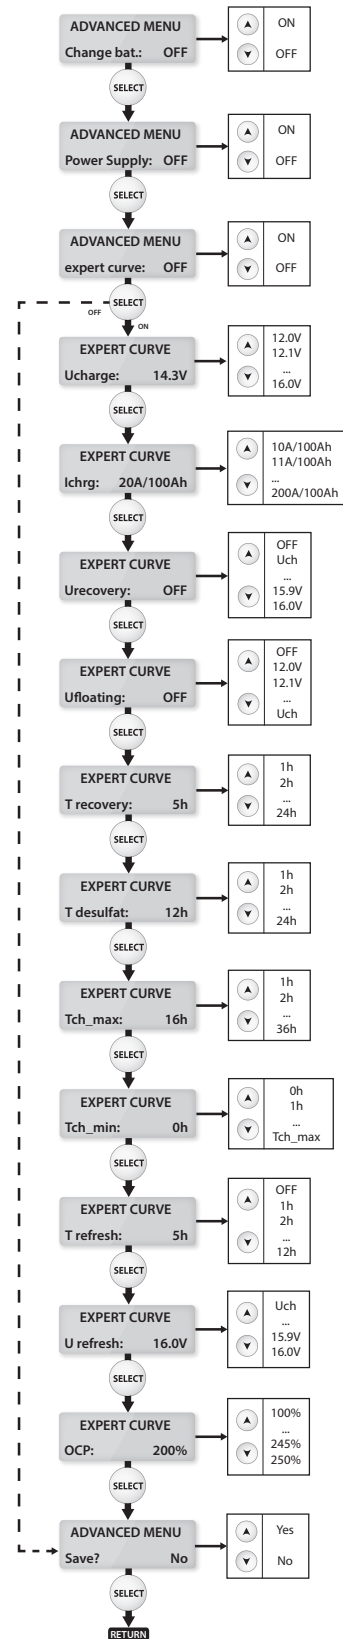 ADVANCED MENU
Change bat.: OFF
ON
OFF
SELECT
ADVANCED MENU
Power Supply: OFF
ON
OFF
SELECT
ADVANCED MENU
expert curve: OFF
ON
OFF
OFF
SELECT
ON
EXPERT CURVE
Ucharge: 14.3V
12.0V
12.1V
...
16.0V
SELECT
EXPERT CURVE
Ichrg: 20A/100Ah
10A/100Ah
11A/100Ah
...
200A/100Ah
SELECT
EXPERT CURVE
Urecovery: OFF
OFF
Uch
...
15.9V
16.0V
SELECT
EXPERT CURVE
Ufloating: OFF
OFF
12.0V
12.1V
...
Uch
SELECT
EXPERT CURVE
T recovery: 5h
1h
2h
...
24h
SELECT
EXPERT CURVE
T desulfat: 12h
1h
2h
...
24h
SELECT
EXPERT CURVE
Tch_max: 16h
1h
2h
...
36h
SELECT
EXPERT CURVE
Tch_min: 0h
0h
1h
...
Tch_max
SELECT
EXPERT CURVE
T refresh: 5h
OFF
1h
2h
...
12h
SELECT
EXPERT CURVE
U refresh: 16.0V
Uch
...
15.9V
16.0V
SELECT
EXPERT CURVE
OCP: 200%
100%
...
245%
250%
SELECT
ADVANCED MENU
Save? No
Yes
No
SELECT
RETURN